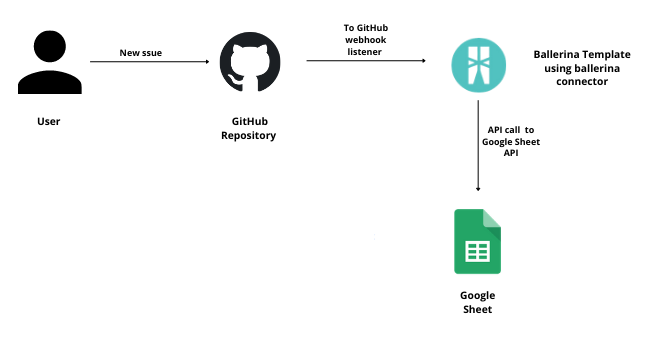 New ssue
To GitHub
webhook
listener
Ballerina Template
using ballerina
connector
User
GitHub
Repository
API call  to
Google Sheet
API
Google
Sheet